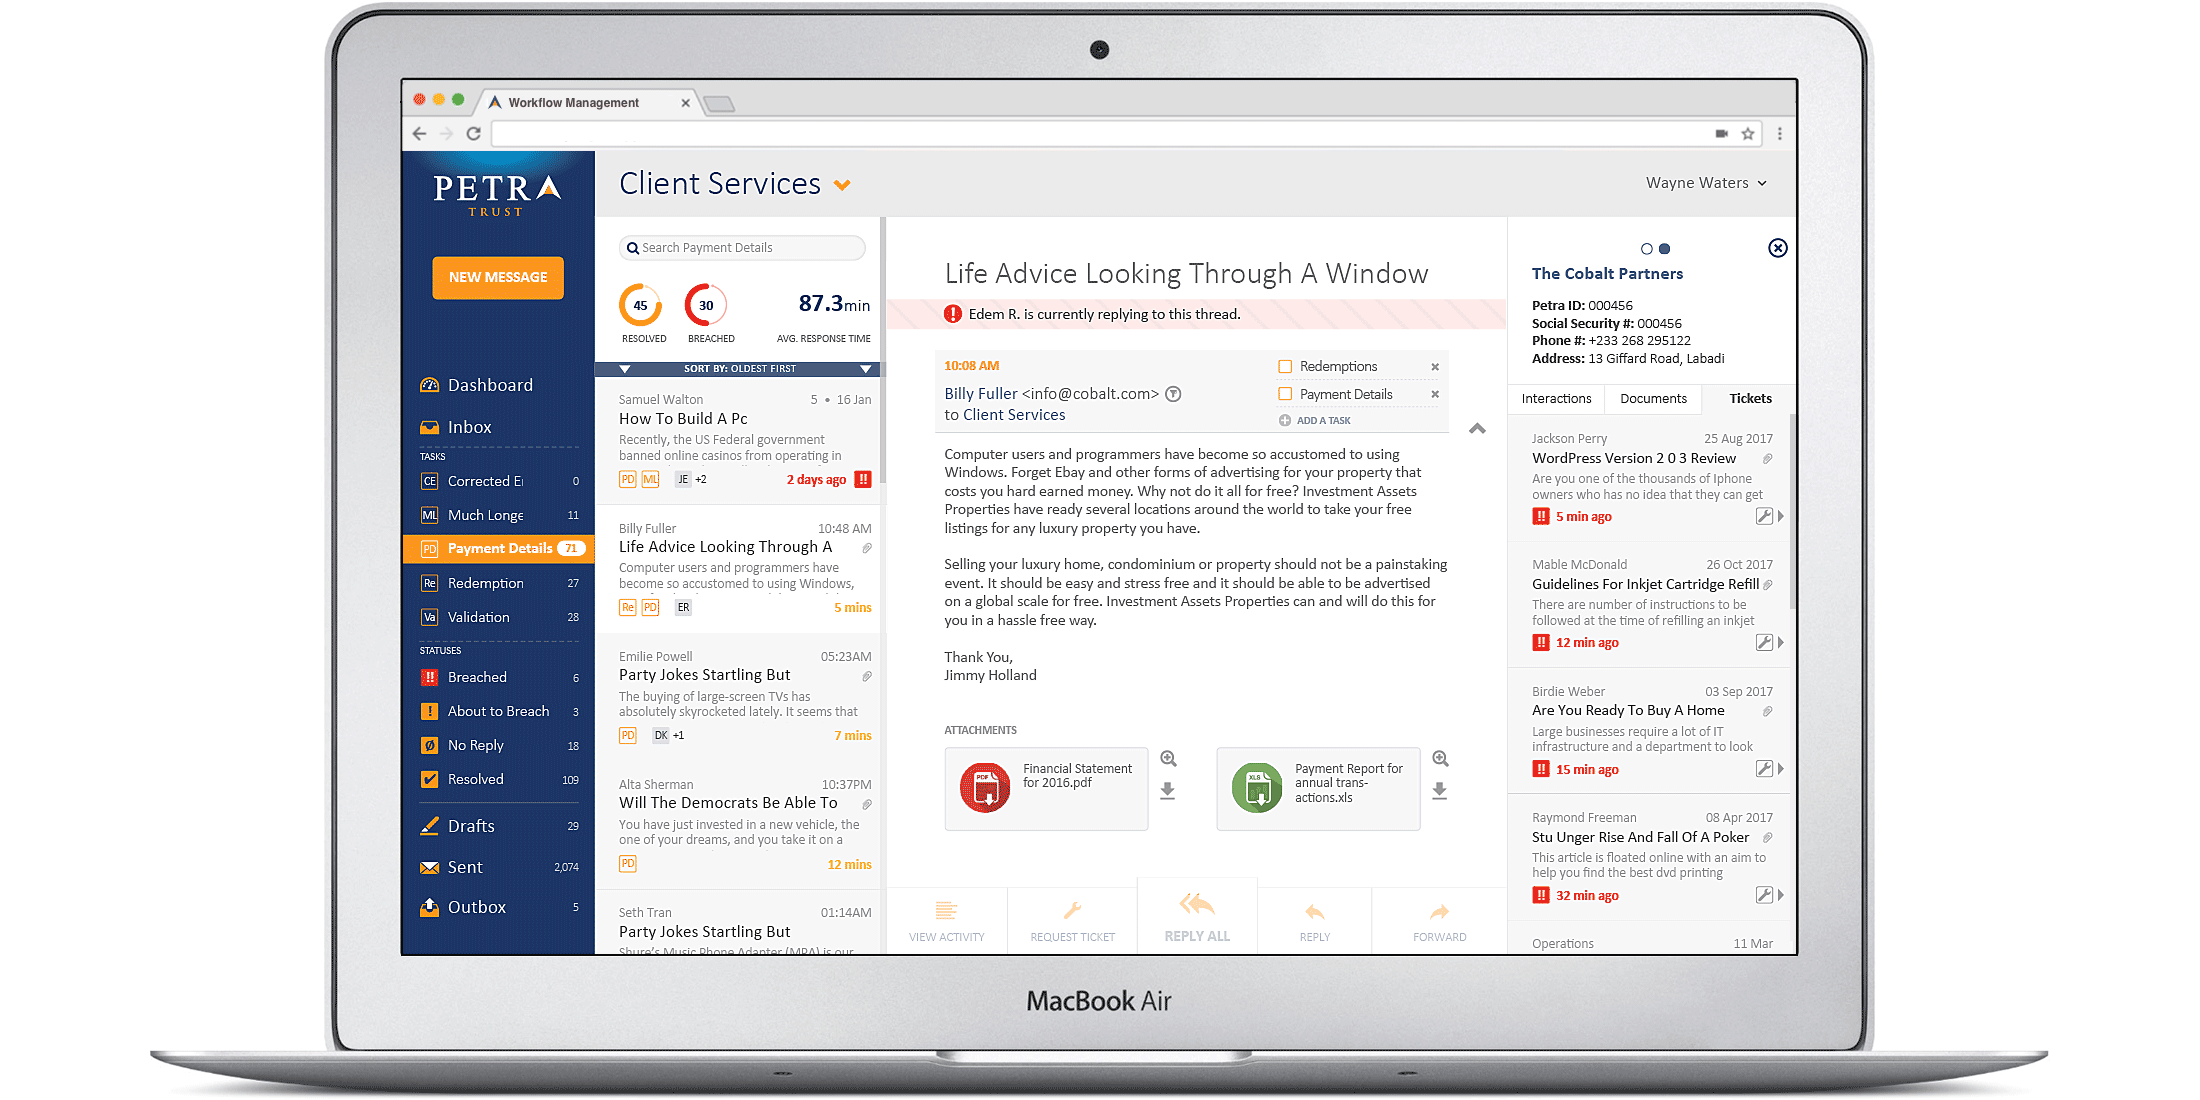 Workflow Management
PETRA
TRUST
Client Services
Wayne Waters
NEW MESSAGE
Dashboard
Inbox
TASKS
CE Corrected Er 0
ML Much Longe 11
PD Payment Details 71
Re Redemption 27
Va Validation 28
STATUSES
!! Breached 6
! About to Breach 3
Ø No Reply 18
Resolved 109
Drafts 29
Sent 2,074
Outbox 5
Search Payment Details
45 30 87.3min
RESOLVED BREACHED AVG. RESPONSE TIME
SORT BY: OLDEST FIRST
Samuel Walton 5 • 16 Jan
How To Build A Pc
Recently, the US Federal government
banned online casinos from operating in
PD ML JE +2 2 days ago !!
Billy Fuller 10:48 AM
Life Advice Looking Through A
Computer users and programmers have
become so accustomed to using Windows,
Re PD ER 5 mins
Emilie Powell 05:23AM
Party Jokes Startling But
The buying of large-screen TVs has
absolutely skyrocketed lately. It seems that
PD DK +1 7 mins
Alta Sherman 10:37PM
Will The Democrats Be Able To
You have just invested in a new vehicle, the
one of your dreams, and you take it on a
PD 12 mins
Seth Tran 01:14AM
Party Jokes Startling But
Shure's Music Phone Adapter (MPA) is our
Life Advice Looking Through A Window
! Edem R. is currently replying to this thread.
10:08 AM
Billy Fuller <info@cobalt.com>
to Client Services
Redemptions
Payment Details
ADD A TASK
Computer users and programmers have become so accustomed to using
Windows. Forget Ebay and other forms of advertising for your property that
costs you hard earned money. Why not do it all for free? Investment Assets
Properties have ready several locations around the world to take your free
listings for any luxury property you have.
Selling your luxury home, condominium or property should not be a painstaking
event. It should be easy and stress free and it should be able to be advertised
on a global scale for free. Investment Assets Properties can and will do this for
you in a hassle free way.
Thank You,
Jimmy Holland
ATTACHMENTS
PDF
Financial Statement
for 2016.pdf
XLS
Payment Report for
annual trans-
actions.xls
VIEW ACTIVITY REQUEST TICKET REPLY ALL REPLY FORWARD
The Cobalt Partners
Petra ID: 000456
Social Security #: 000456
Phone #: +233 268 295122
Address: 13 Giffard Road, Labadi
Interactions Documents Tickets
Jackson Perry 25 Aug 2017
WordPress Version 2 0 3 Review
Are you one of the thousands of Iphone
owners who has no idea that they can get
!! 5 min ago
Mable McDonald 26 Oct 2017
Guidelines For Inkjet Cartridge Refill
There are number of instructions to be
followed at the time of refilling an inkjet
!! 12 min ago
Birdie Weber 03 Sep 2017
Are You Ready To Buy A Home
Large businesses require a lot of IT
infrastructure and a department to look
!! 15 min ago
Raymond Freeman 08 Apr 2017
Stu Unger Rise And Fall Of A Poker
This article is floated online with an aim to
help you find the best dvd printing
!! 32 min ago
Operations 11 Mar
MacBook Air